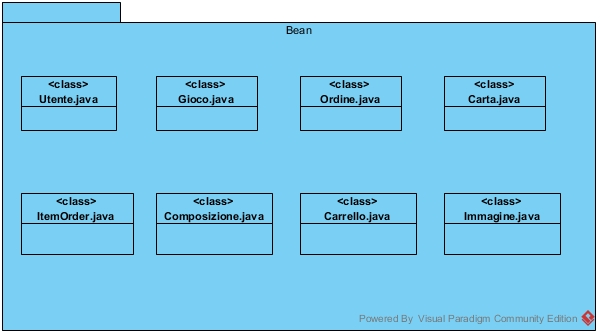 Bean
<class>
Utente.java
<class>
Gioco.java
<class>
Ordine.java
<class>
Carta.java
<class>
ItemOrder.java
<class>
Composizione.java
<class>
Carrello.java
<class>
Immagine.java
Powered By Visual Paradigm Community Edition